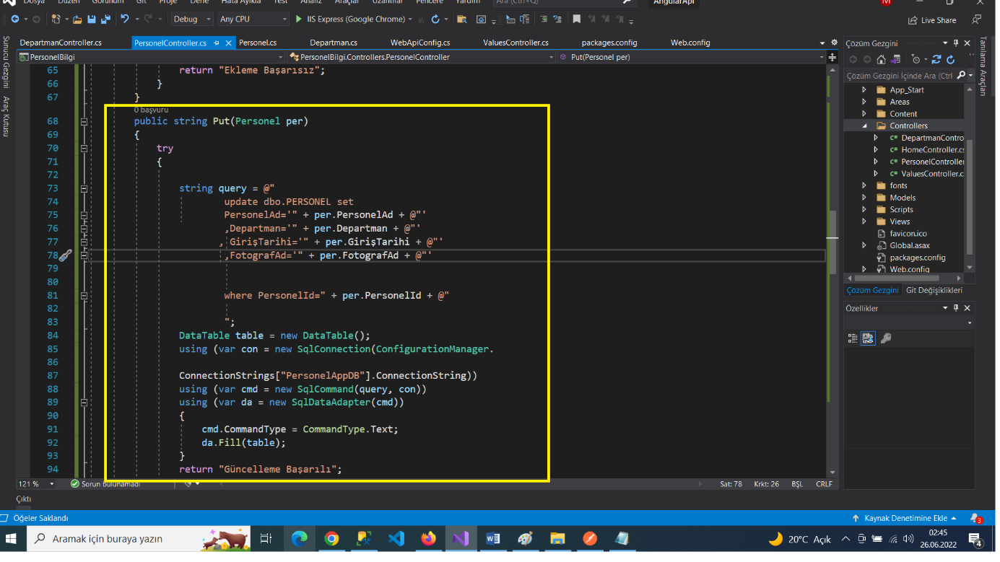 Dosya Düzen Görünüm Git Proje Derle Hata Ayıkla Test Analiz Araçlar Uzantılar Pencere Yardım Ara (Ctrl+Q) AngularApi
Debug Any CPU IIS Express (Google Chrome) Live Share
DepartmanController.cs PersonelController.cs Personel.cs Departman.cs WebApiConfig.cs ValuesController.cs packages.config Web.config
PersonelBilgi PersonelBilgi.Controllers.PersonelController Put(Personel per)
Sunucu Gezgini
Araç Kutusu
65 return "Ekleme Başarısız";
66 }
67 }
0 başvuru
68 public string Put(Personel per)
69 {
70 try
71 {
72
73 string query = @"
74 update dbo.PERSONEL set
75 PersonelAd='" + per.PersonelAd + @"'
76 ,Departman='" + per.Departman + @"'
77 , GirişTarihi='" + per.GirişTarihi + @"'
78 ,FotografAd='" + per.FotografAd + @"'
79
80
81 where PersonelId=" + per.PersonelId + @"
82
83 ";
84 DataTable table = new DataTable();
85 using (var con = new SqlConnection(ConfigurationManager.
86
87 ConnectionStrings["PersonelAppDB"].ConnectionString))
88 using (var cmd = new SqlCommand(query, con))
89 using (var da = new SqlDataAdapter(cmd))
90 {
91 cmd.CommandType = CommandType.Text;
92 da.Fill(table);
93 }
94 return "Güncelleme Başarılı";
121 % Sorun bulunamadı Sat: 78 Krkt: 26 BŞL CRLF
Çözüm Gezgini
Çözüm Gezgini İçinde Ara (Ctrl
App_Start
Areas
Content
Controllers
C# DepartmanContro
C# HomeController.cs
C# PersonelController
C# ValuesController.c
fonts
Models
Scripts
Views
favicon.ico
Global.asax
packages.config
Web.config
Çözüm Gezgini Git Değişiklikleri
Özellikler
Tanılama Araçları
Çıktı
Öğeler Saklandı Kaynak Denetimine Ekle 3
Aramak için buraya yazın 20°C Açık 02:45
26.06.2022 4